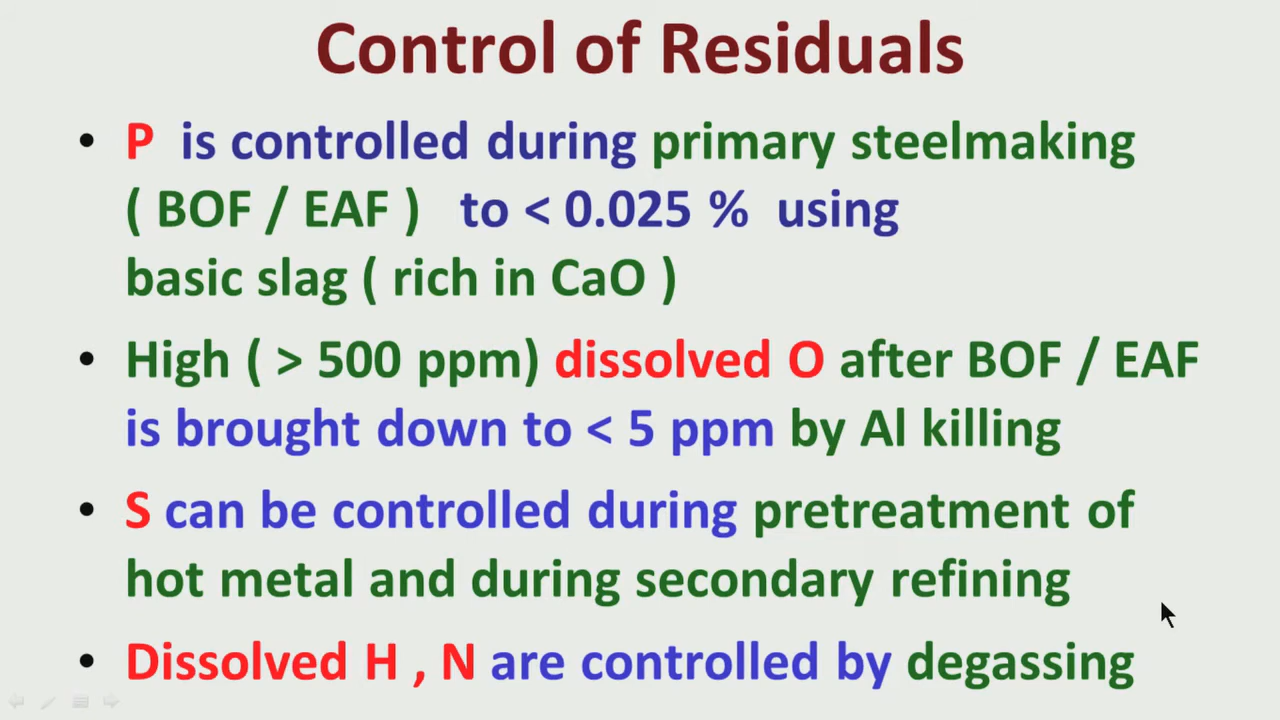 Control of Residuals
• P is controlled during primary steelmaking
( BOF / EAF ) to < 0.025 % using
basic slag ( rich in CaO )
• High ( > 500 ppm) dissolved O after BOF / EAF
is brought down to < 5 ppm by Al killing
• S can be controlled during pretreatment of
hot metal and during secondary refining
• Dissolved H , N are controlled by degassing